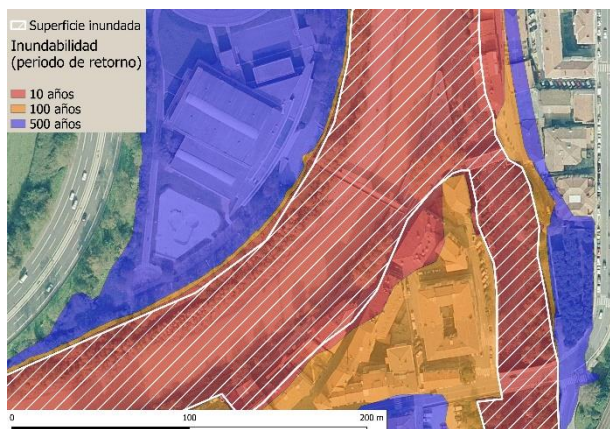 Superficie inundada
Inundabilidad
(periodo de retorno)
10 años
100 años
500 años
0 100 200 m